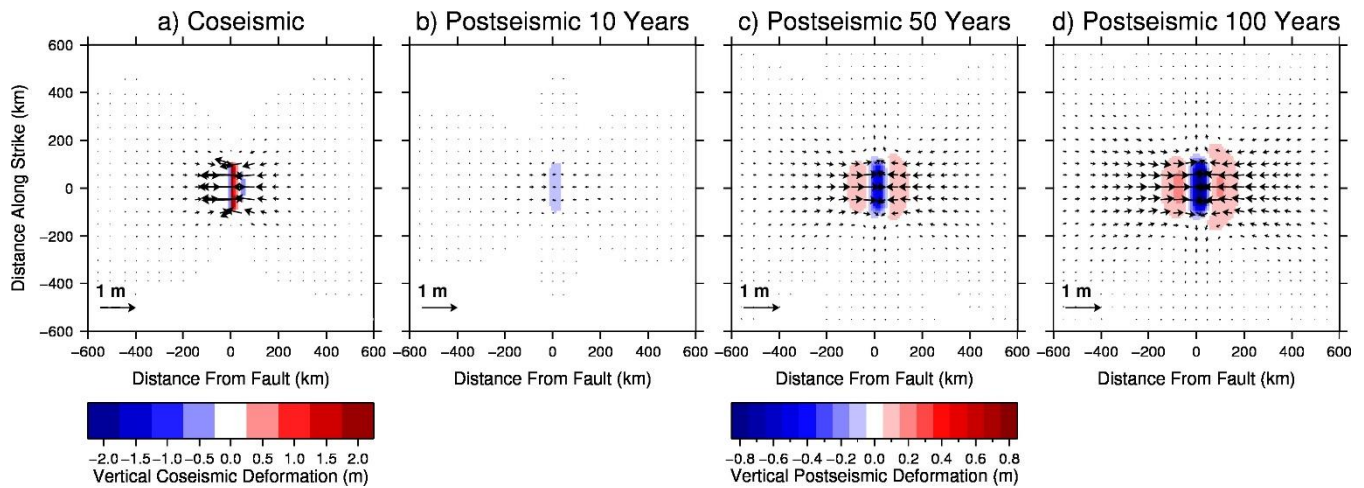 a) Coseismic
b) Postseismic 10 Years
c) Postseismic 50 Years
d) Postseismic 100 Years
Distance Along Strike (km)
600
400
200
0
−200
−400
−600
1 m
1 m
1 m
1 m
−600 −400 −200 0 200 400 600
−600 −400 −200 0 200 400 600
−600 −400 −200 0 200 400 600
−600 −400 −200 0 200 400 600
Distance From Fault (km)
Distance From Fault (km)
Distance From Fault (km)
Distance From Fault (km)
−2.0 −1.5 −1.0 −0.5 0.0 0.5 1.0 1.5 2.0
Vertical Coseismic Deformation (m)
−0.8 −0.6 −0.4 −0.2 0.0 0.2 0.4 0.6 0.8
Vertical Postseismic Deformation (m)